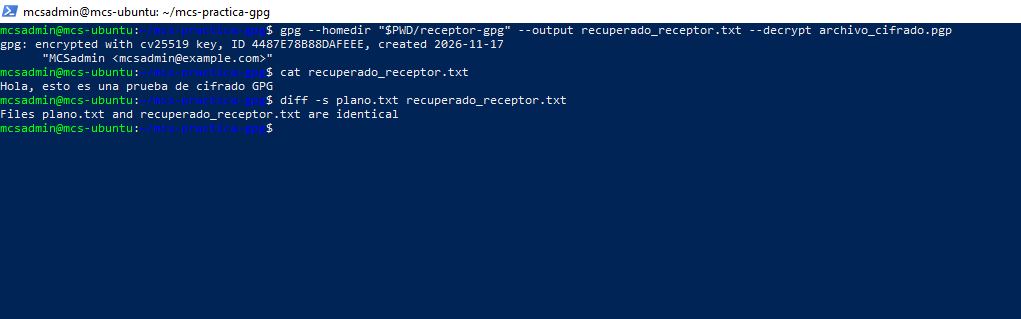 mcsadmin@mcs-ubuntu: ~/mcs-practica-gpg
mcsadmin@mcs-ubuntu:~/mcs-practica-gpg$ gpg --homedir "$PWD/receptor-gpg" --output recuperado_receptor.txt --decrypt archivo_cifrado.pgp
gpg: encrypted with cv25519 key, ID 4487E78B88DAFEEE, created 2026-11-17
      "MCSadmin <mcsadmin@example.com>"
mcsadmin@mcs-ubuntu:~/mcs-practica-gpg$ cat recuperado_receptor.txt
Hola, esto es una prueba de cifrado GPG
mcsadmin@mcs-ubuntu:~/mcs-practica-gpg$ diff -s plano.txt recuperado_receptor.txt
Files plano.txt and recuperado_receptor.txt are identical
mcsadmin@mcs-ubuntu:~/mcs-practica-gpg$